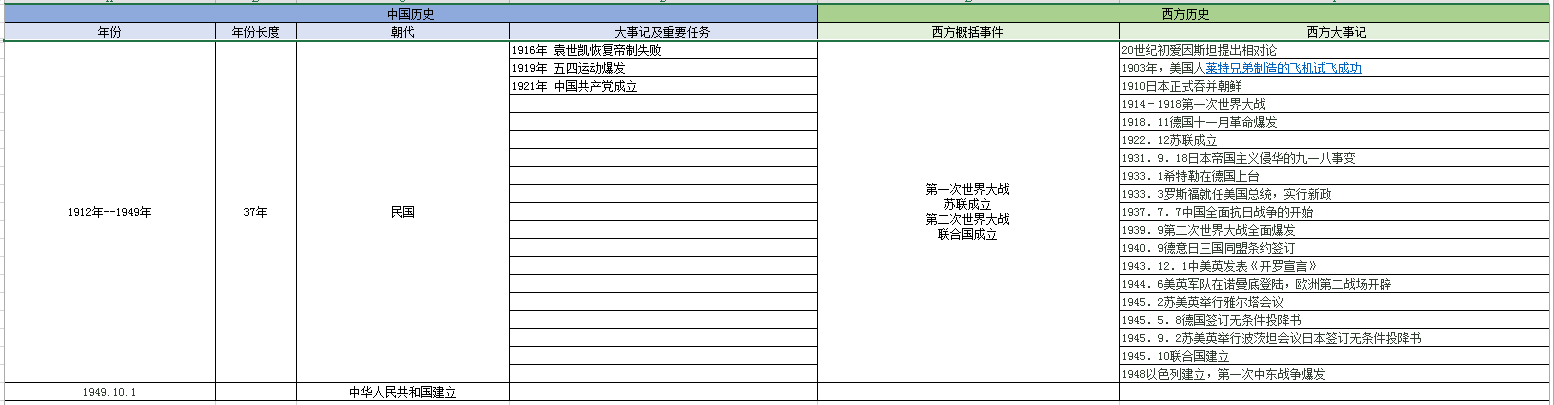 中国历史
西方历史
年份
年份长度
朝代
大事记及重要任务
西方概括事件
西方大事记
1912年--1949年
37年
民国
1916年 袁世凯恢复帝制失败
1919年 五四运动爆发
1921年 中国共产党成立
第一次世界大战
苏联成立
第二次世界大战
联合国成立
20世纪初爱因斯坦提出相对论
1903年，美国人莱特兄弟制造的飞机试飞成功
1910日本正式吞并朝鲜
1914－1918第一次世界大战
1918．11德国十一月革命爆发
1922．12苏联成立
1931．9．18日本帝国主义侵华的九一八事变
1933．1希特勒在德国上台
1933．3罗斯福就任美国总统，实行新政
1937．7．7中国全面抗日战争的开始
1939．9第二次世界大战全面爆发
1940．9德意日三国同盟条约签订
1943．12．1中美英发表《开罗宣言》
1944．6美英军队在诺曼底登陆，欧洲第二战场开辟
1945．2苏美英举行雅尔塔会议
1945．5．8德国签订无条件投降书
1945．9．2苏美英举行波茨坦会议日本签订无条件投降书
1945．10联合国建立
1948以色列建立，第一次中东战争爆发
1949.10.1
中华人民共和国建立